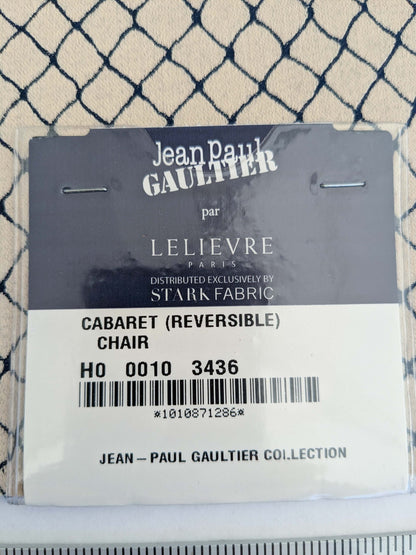 Jean Paul
GAULTIER
par
LELIEVRE
PARIS
DISTRIBUTED EXCLUSIVELY BY
STARK FABRIC
CABARET (REVERSIBLE)
CHAIR
H0 0010 3436
*1010871286*
JEAN – PAUL GAULTIER COLLECTION